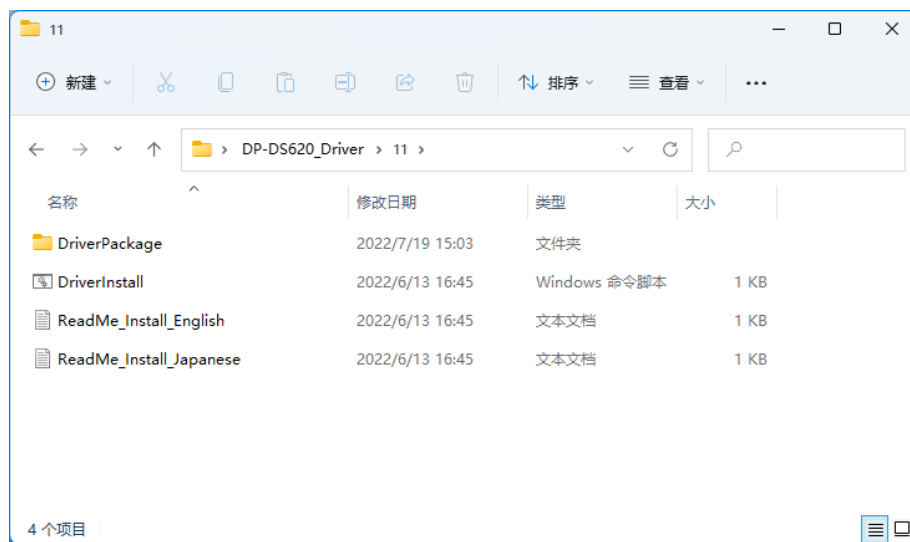 11
新建 排序 查看
DP-DS620_Driver 11
名称 修改日期 类型 大小
DriverPackage 2022/7/19 15:03 文件夹
DriverInstall 2022/6/13 16:45 Windows 命令脚本 1 KB
ReadMe_Install_English 2022/6/13 16:45 文本文档 1 KB
ReadMe_Install_Japanese 2022/6/13 16:45 文本文档 1 KB
4 个项目